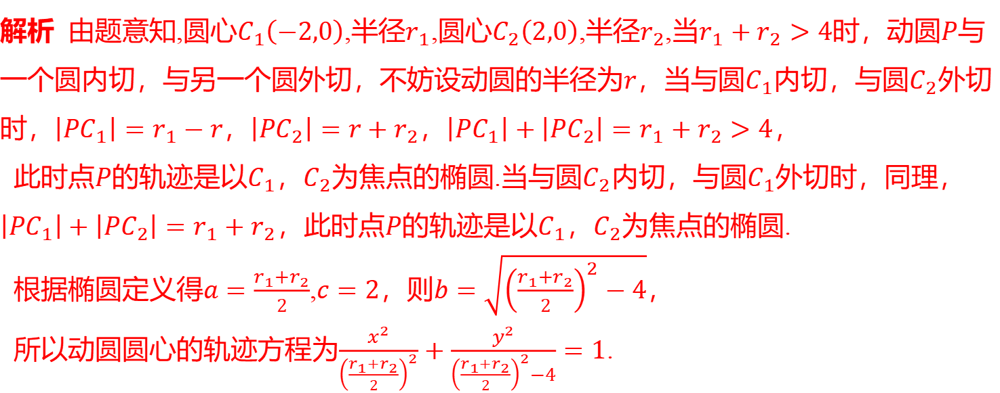 解析 由题意知,圆心$C_1(-2,0)$,半径$r_1$,圆心$C_2(2,0)$,半径$r_2$,当$r_1+r_2>4$时，动圆$P$与
一个圆内切，与另一个圆外切，不妨设动圆的半径为$r$，当与圆$C_1$内切，与圆$C_2$外切
时，$|PC_1|=r_1-r$，$|PC_2|=r+r_2$，$|PC_1|+|PC_2|=r_1+r_2>4$，
此时点$P$的轨迹是以$C_1$，$C_2$为焦点的椭圆.当与圆$C_2$内切，与圆$C_1$外切时，同理，
$|PC_1|+|PC_2|=r_1+r_2$，此时点$P$的轨迹是以$C_1$，$C_2$为焦点的椭圆.
根据椭圆定义得$a=\frac{r_1+r_2}{2}$,$c=2$，则$b=\sqrt{\left(\frac{r_1+r_2}{2}\right)^2-4}$，
所以动圆圆心的轨迹方程为$\frac{x^2}{\left(\frac{r_1+r_2}{2}\right)^2}+\frac{y^2}{\left(\frac{r_1+r_2}{2}\right)^2-4}=1$.